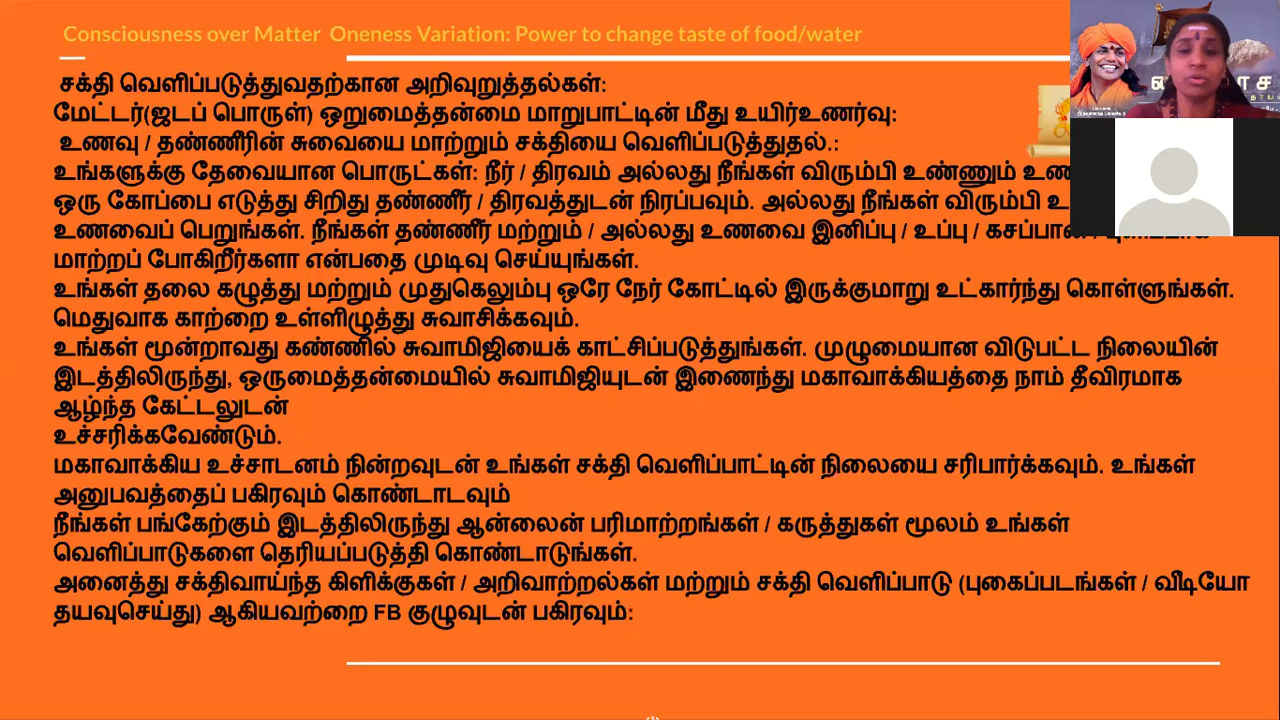 Consciousness over Matter Oneness Variation: Power to change taste of food/water
சக்தி வெளிப்படுத்துவதற்கான அறிவுறுத்தல்கள்:
மேட்டர்(ஜடப் பொருள்) ஒறுமைத்தன்மை மாறுபாட்டின் மீது உயிர்உணர்வு:
உணவு / தண்ணீரின் சுவையை மாற்றும் சக்தியை வெளிப்படுத்துதல்.:
உங்களுக்கு தேவையான பொருட்கள்: நீர் / திரவம் அல்லது நீங்கள் விரும்பி உண்ணும்
ஒரு கோப்பை எடுத்து சிறிது தண்ணீர் / திரவத்துடன் நிரப்பவும். அல்லது நீங்கள் விரும்பி
உணவைப் பெறுங்கள். நீங்கள் தண்ணீர் மற்றும் / அல்லது உணவை இனிப்பு / உப்பு /
மாற்றப் போகிறீர்களா என்பதை முடிவு செய்யுங்கள்.
உங்கள் தலை கழுத்து மற்றும் முதுகெலும்பு ஒரே நேர் கோட்டில் இருக்குமாறு உட்கார்ந்து கொள்ளுங்கள்.
மெதுவாக காற்றை உள்ளிழுத்து சுவாசிக்கவும்.
உங்கள் மூன்றாவது கண்ணில் சுவாமிஜியைக் காட்சிப்படுத்துங்கள். முழுமையான விடுபட்ட நிலையின்
இடத்திலிருந்து, ஒருமைத்தன்மையில் சுவாமிஜியுடன் இணைந்து மகாவாக்கியத்தை நாம் தீவிரமாக
ஆழ்ந்த கேட்டலுடன்
உச்சரிக்கவேண்டும்.
மகாவாக்கிய உச்சாடனம் நின்றவுடன் உங்கள் சக்தி வெளிப்பாட்டின் நிலையை சரிபார்க்கவும். உங்கள்
அனுபவத்தைப் பகிரவும் கொண்டாடவும்
நீங்கள் பங்கேற்கும் இடத்திலிருந்து ஆன்லைன் பரிமாற்றங்கள் / கருத்துகள் மூலம் உங்கள்
வெளிப்பாடுகளை தெரியப்படுத்தி கொண்டாடுங்கள்.
அனைத்து சக்திவாய்ந்த கிளிக்குகள் / அறிவாற்றல்கள் மற்றும் சக்தி வெளிப்பாடு (புகைப்படங்கள் / வீடியோ
தயவுசெய்து) ஆகியவற்றை FB குழுவுடன் பகிரவும்: